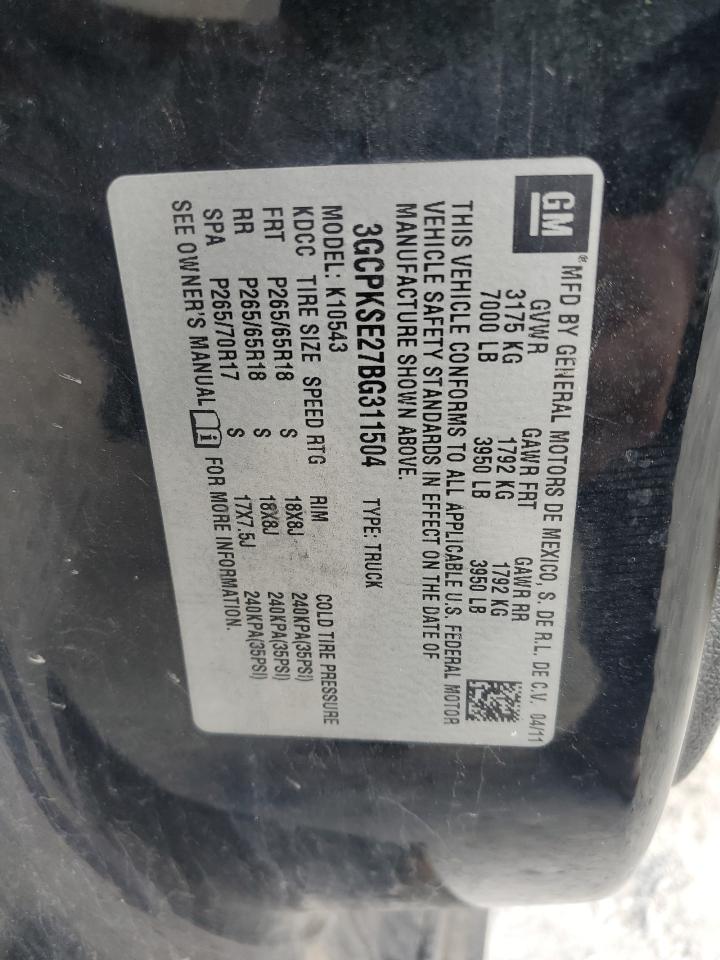 GM
® MFD BY GENERAL MOTORS DE MEXICO, S. DE R.L. DE C.V. 04/11
GVWR GAWR FRT GAWR RR
3175 KG 1792 KG 1792 KG
7000 LB 3950 LB 3950 LB
THIS VEHICLE CONFORMS TO ALL APPLICABLE U.S. FEDERAL MOTOR
VEHICLE SAFETY STANDARDS IN EFFECT ON THE DATE OF
MANUFACTURE SHOWN ABOVE.
3GCPKSE27BG311504 TYPE: TRUCK
MODEL: K10543
KDCC TIRE SIZE SPEED RTG RIM COLD TIRE PRESSURE
FRT P265/65R18 S 18X8J 240KPA(35PSI)
RR P265/65R18 S 18X8J 240KPA(35PSI)
SPA P265/70R17 S 17X7.5J 240KPA(35PSI)
SEE OWNER'S MANUAL i FOR MORE INFORMATION.